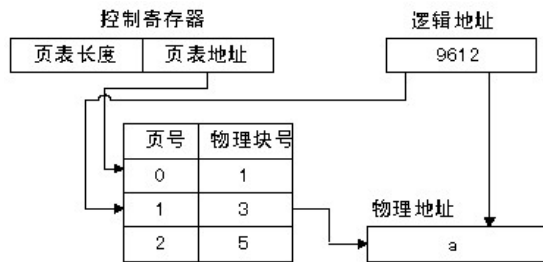 控制寄存器
逻辑地址
页表长度 页表地址
9612
页号 物理块号
0 1
1 3
2 5
物理地址
a